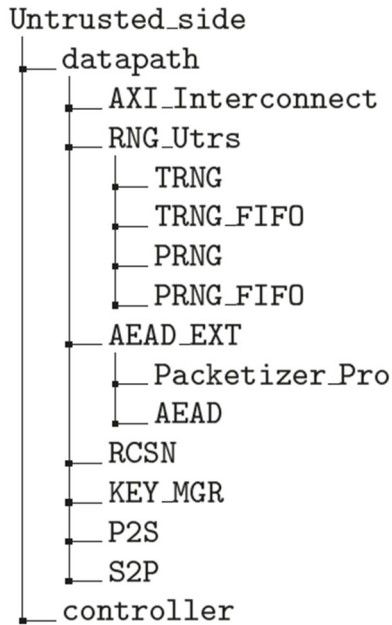 Untrusted_side
datapath
AXI_Interconnect
RNG_Utrs
TRNG
TRNG_FIFO
PRNG
PRNG_FIFO
AEAD_EXT
Packetizer_Pro
AEAD
RCSN
KEY_MGR
P2S
S2P
controller